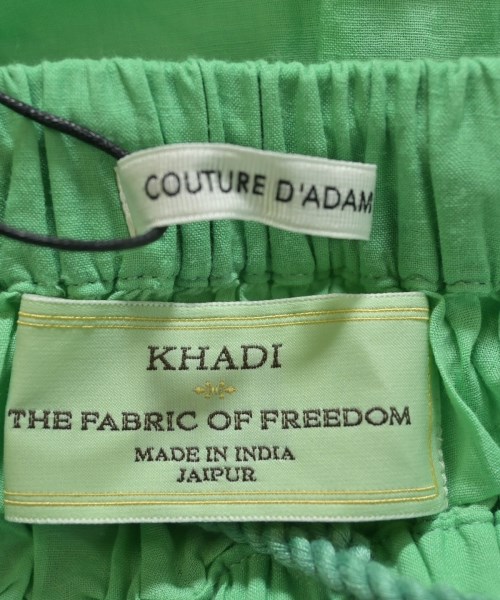 COUTURE D'ADAM
KHADI
THE FABRIC OF FREEDOM
MADE IN INDIA
JAIPUR